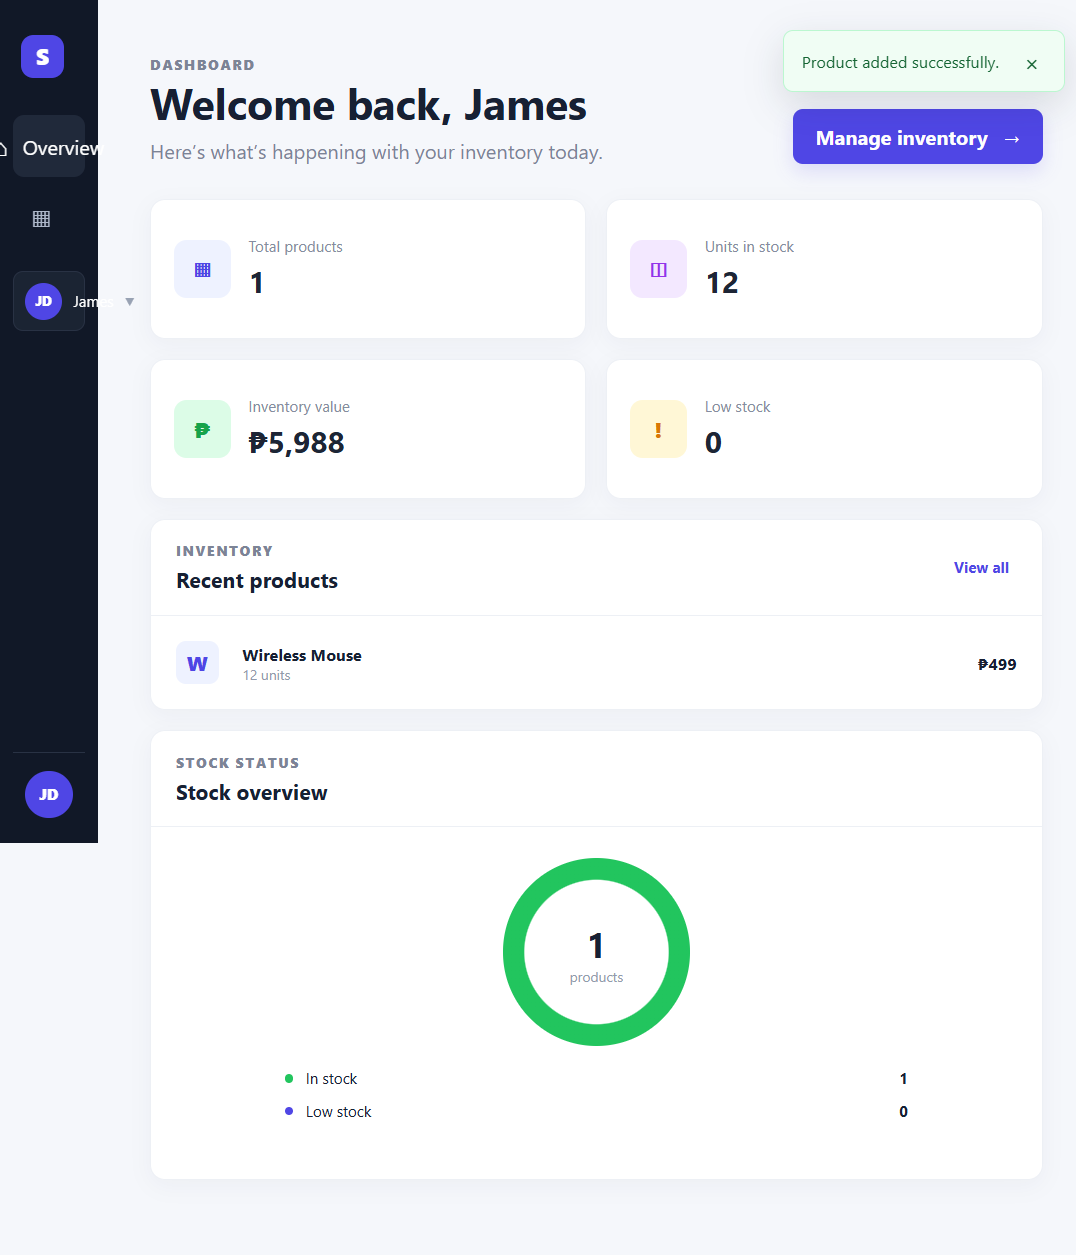 S
Overview
JD
James
DASHBOARD
Welcome back, James
Here's what's happening with your inventory today.
Product added successfully. ×
Manage inventory →
Total products
1
Units in stock
12
Inventory value
₱5,988
Low stock
0
₱
!
INVENTORY
Recent products
View all
W
Wireless Mouse
12 units
₱499
STOCK STATUS
Stock overview
1
products
In stock 1
Low stock 0
JD